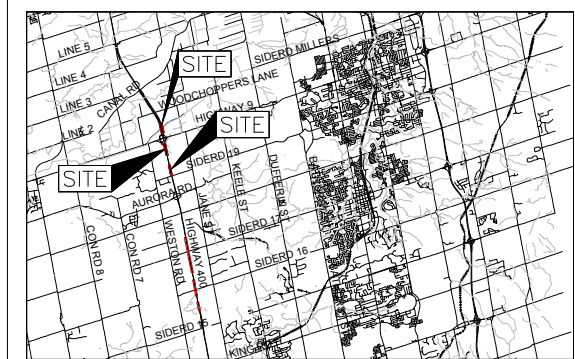 LINE 5
LINE 4
LINE 3
LINE 2
CANAL RD
SITE
SIDERD MILLERS
WOODCHOPPERS LANE
HIGHWAY 9
SITE
SITE
SIDERD 19
AURORA RD
JANE ST
KEELE ST
DUFFERIN ST
SIDERD 17
WESTON RD
HIGHWAY 400
CON RD 8
CON RD 7
SIDERD 16
SIDERD 15